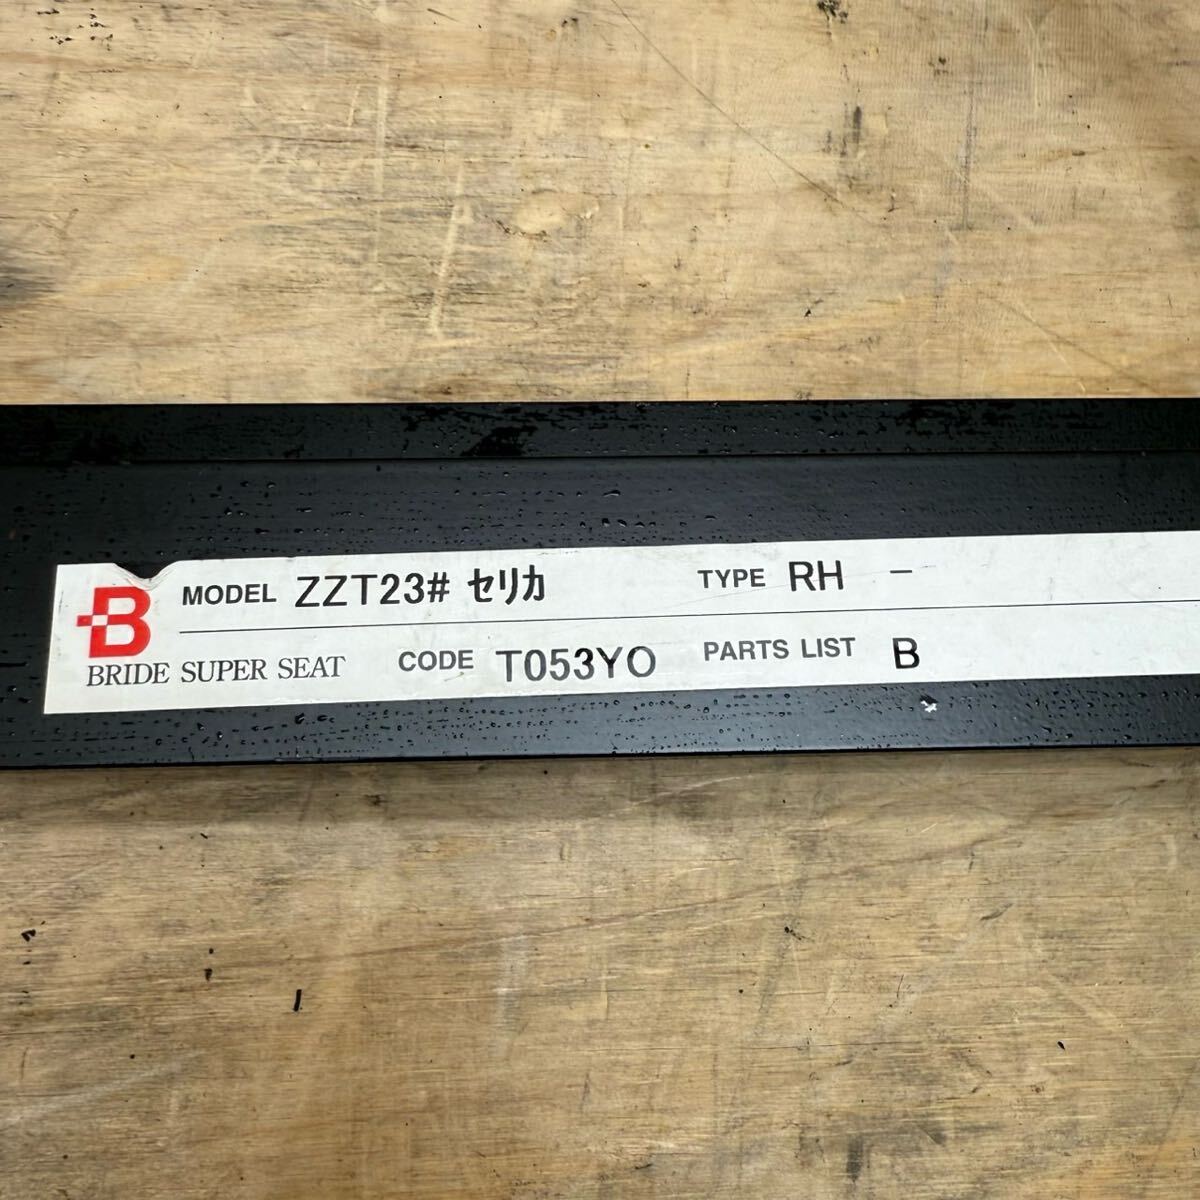 B MODEL ZZT23# セリカ TYPE RH -
BRIDE SUPER SEAT CODE T053YO PARTS LIST B